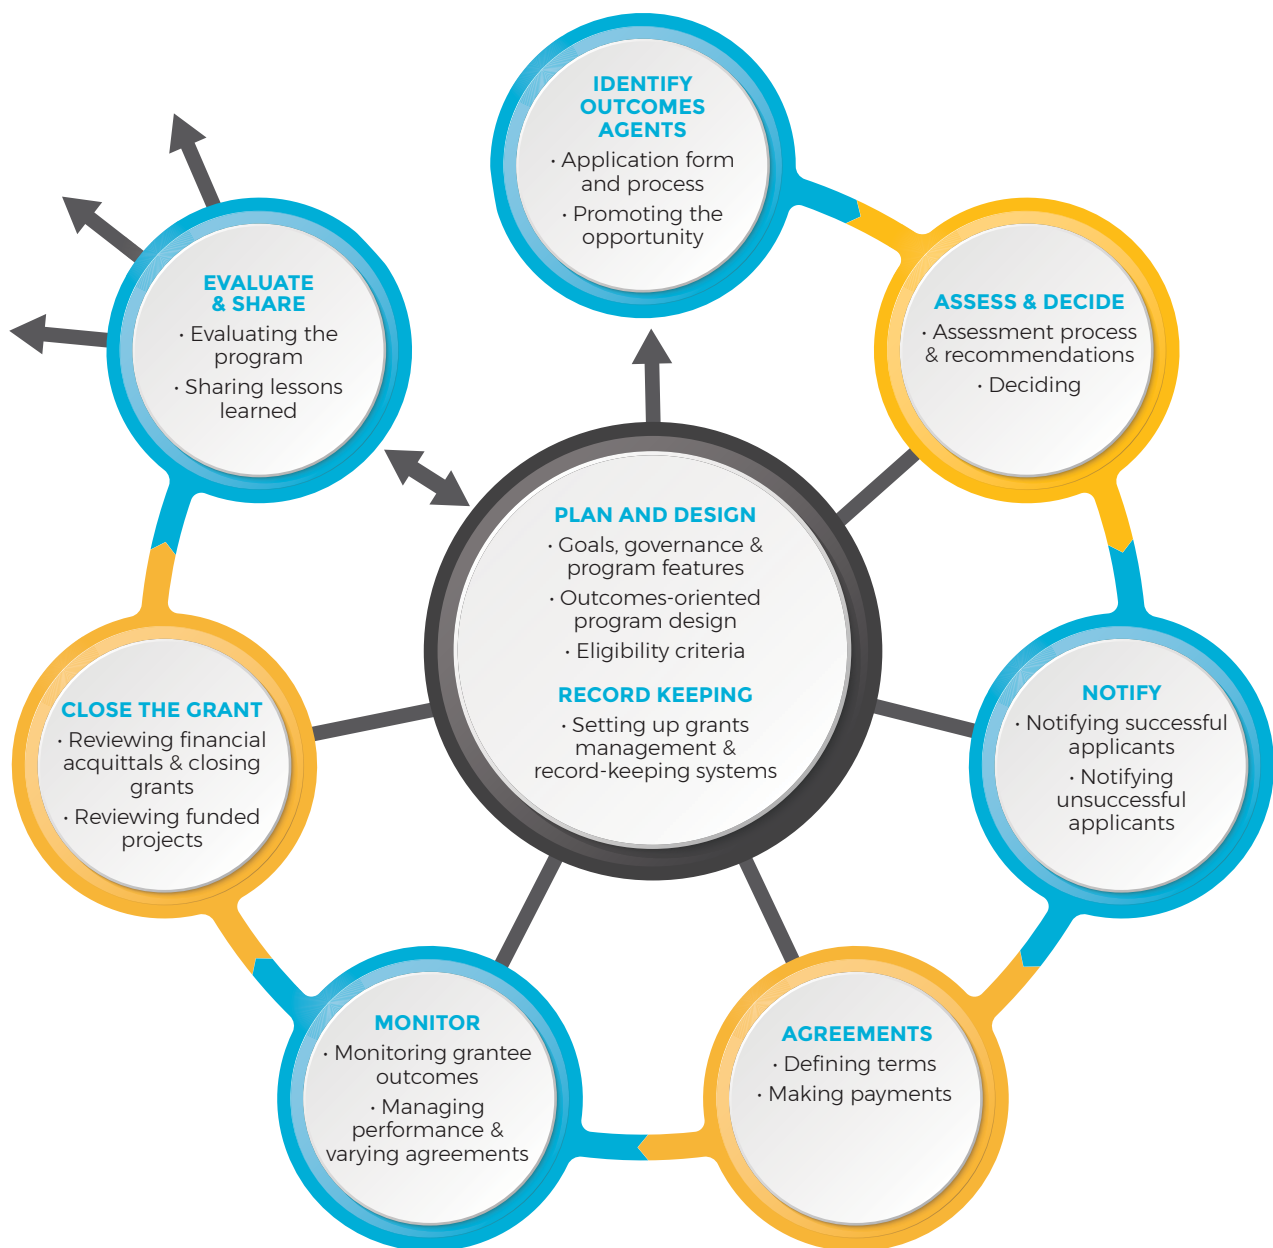 IDENTIFY
OUTCOMES
AGENTS
· Application form
and process
· Promoting the
opportunity
ASSESS & DECIDE
· Assessment process
& recommendations
· Deciding
NOTIFY
· Notifying successful
applicants
· Notifying
unsuccessful
applicants
AGREEMENTS
· Defining terms
· Making payments
MONITOR
· Monitoring grantee
outcomes
· Managing
performance &
varying agreements
CLOSE THE GRANT
· Reviewing financial
acquittals & closing
grants
· Reviewing funded
projects
EVALUATE
& SHARE
· Evaluating the
program
· Sharing lessons
learned
PLAN AND DESIGN
· Goals, governance &
program features
· Outcomes-oriented
program design
· Eligibility criteria
RECORD KEEPING
· Setting up grants
management &
record-keeping systems